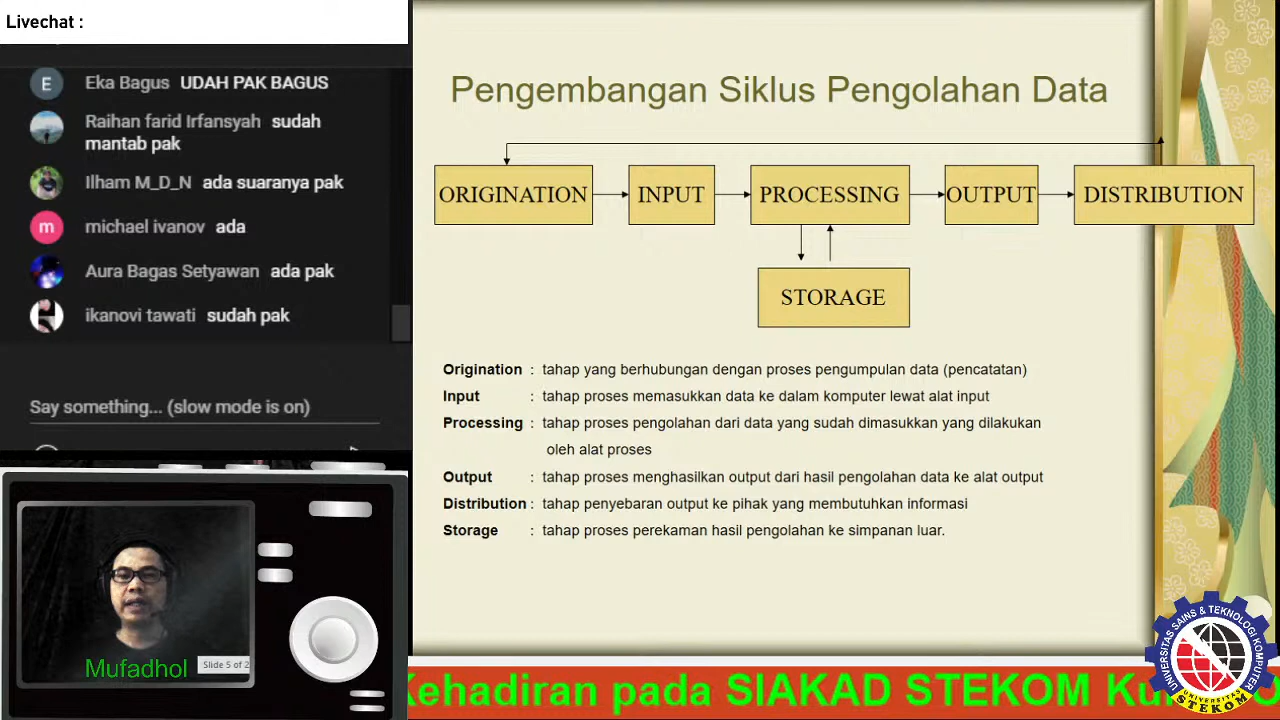 Livechat :
Eka Bagus UDAH PAK BAGUS
Raihan farid Irfansyah sudah
mantab pak
Ilham M_D_N ada suaranya pak
michael ivanov ada
Aura Bagas Setyawan ada pak
ikanovi tawati sudah pak
Say something... (slow mode is on)
Mufadhol
Slide 5 of 2
Pengembangan Siklus Pengolahan Data
ORIGINATION
INPUT
PROCESSING
OUTPUT
DISTRIBUTION
STORAGE
Origination : tahap yang berhubungan dengan proses pengumpulan data (pencatatan)
Input : tahap proses memasukkan data ke dalam komputer lewat alat input
Processing : tahap proses pengolahan dari data yang sudah dimasukkan yang dilakukan
oleh alat proses
Output : tahap proses menghasilkan output dari hasil pengolahan data ke alat output
Distribution : tahap penyebaran output ke pihak yang membutuhkan informasi
Storage : tahap proses perekaman hasil pengolahan ke simpanan luar.
Kehadiran pada SIAKAD STEKOM
UNIVERSITAS SAINS & TEKNOLOGI KOMPUTER
UNIVERSITAS
STEKOM